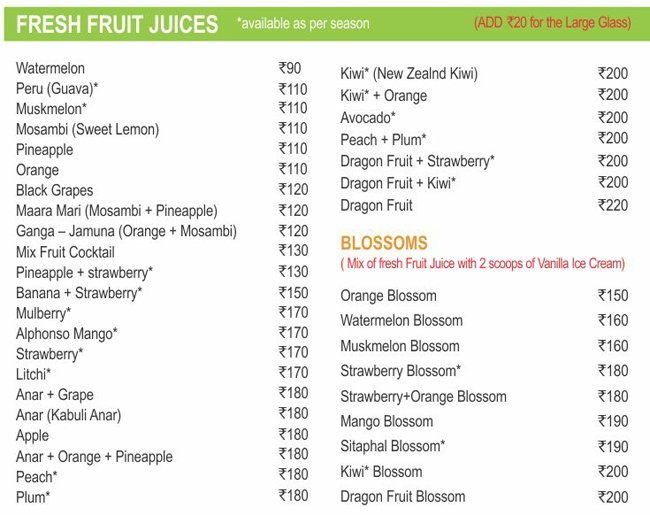 FRESH FRUIT JUICES *available as per season (ADD ₹20 for the Large Glass)
Watermelon ₹90
Peru (Guava)* ₹110
Muskmelon* ₹110
Mosambi (Sweet Lemon) ₹110
Pineapple ₹110
Orange ₹110
Black Grapes ₹120
Maara Mari (Mosambi + Pineapple) ₹120
Ganga – Jamuna (Orange + Mosambi) ₹120
Mix Fruit Cocktail ₹130
Pineapple + strawberry* ₹130
Banana + Strawberry* ₹150
Mulberry* ₹170
Alphonso Mango* ₹170
Strawberry* ₹170
Litchi* ₹170
Anar + Grape ₹180
Anar (Kabuli Anar) ₹180
Apple ₹180
Anar + Orange + Pineapple ₹180
Peach* ₹180
Plum* ₹180
Kiwi* (New Zealnd Kiwi) ₹200
Kiwi* + Orange ₹200
Avocado* ₹200
Peach + Plum* ₹200
Dragon Fruit + Strawberry* ₹200
Dragon Fruit + Kiwi* ₹200
Dragon Fruit ₹220
BLOSSOMS
( Mix of fresh Fruit Juice with 2 scoops of Vanilla Ice Cream)
Orange Blossom ₹150
Watermelon Blossom ₹160
Muskmelon Blossom ₹160
Strawberry Blossom* ₹180
Strawberry+Orange Blossom ₹180
Mango Blossom ₹190
Sitaphal Blossom* ₹190
Kiwi* Blossom ₹200
Dragon Fruit Blossom ₹200